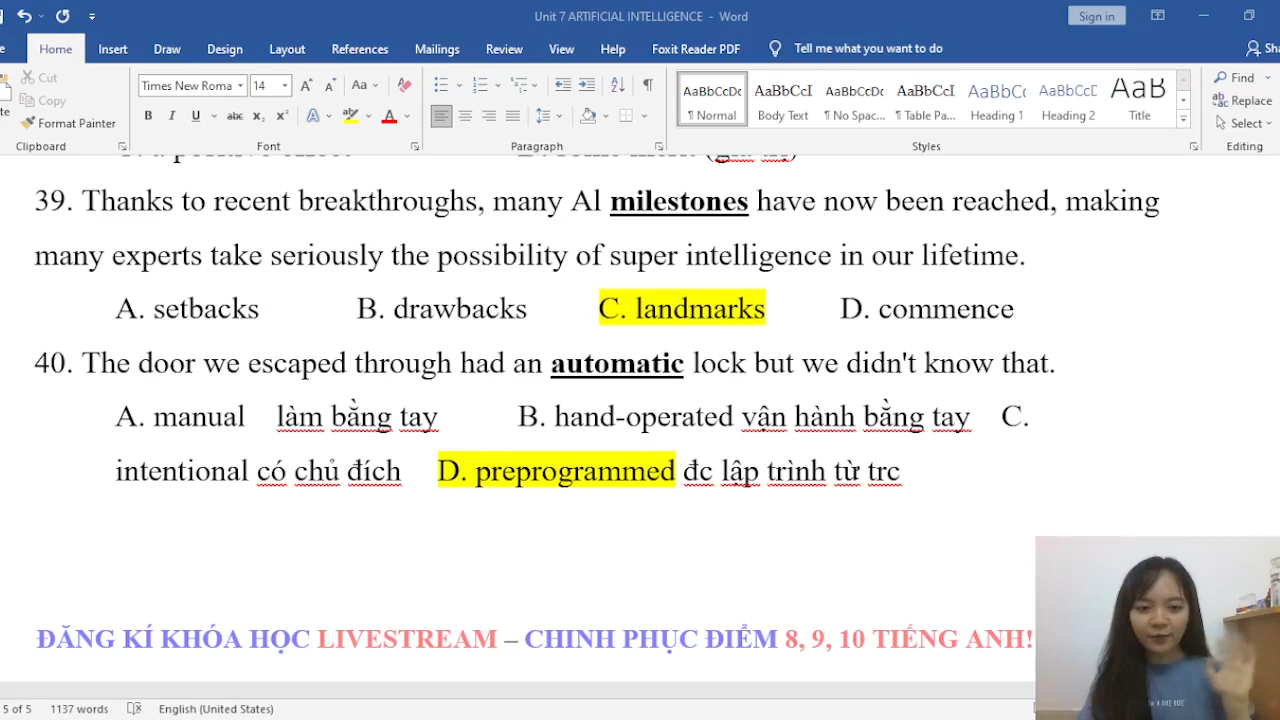 Unit 7 ARTIFICIAL INTELLIGENCE - Word
Sign in
Home Insert Draw Design Layout References Mailings Review View Help Foxit Reader PDF Tell me what you want to do
Cut
Copy
Format Painter
Clipboard
Times New Roma 14
Font
Paragraph
AaBbCcDc AaBbCcI AaBbCcDc AaBbCcI AaBbCc AaBbCcD AaB
¶ Normal Body Text ¶ No Spac... ¶ Table Pa... Heading 1 Heading 2 Title
Styles
Find
Replace
Select
Editing
39. Thanks to recent breakthroughs, many Al milestones have now been reached, making
many experts take seriously the possibility of super intelligence in our lifetime.
A. setbacks B. drawbacks C. landmarks D. commence
40. The door we escaped through had an automatic lock but we didn't know that.
A. manual làm bằng tay B. hand-operated vận hành bằng tay C.
intentional có chủ đích D. preprogrammed đc lập trình từ trc
ĐĂNG KÍ KHÓA HỌC LIVESTREAM – CHINH PHỤC ĐIỂM 8, 9, 10 TIẾNG ANH!
5 of 5 1137 words English (United States)